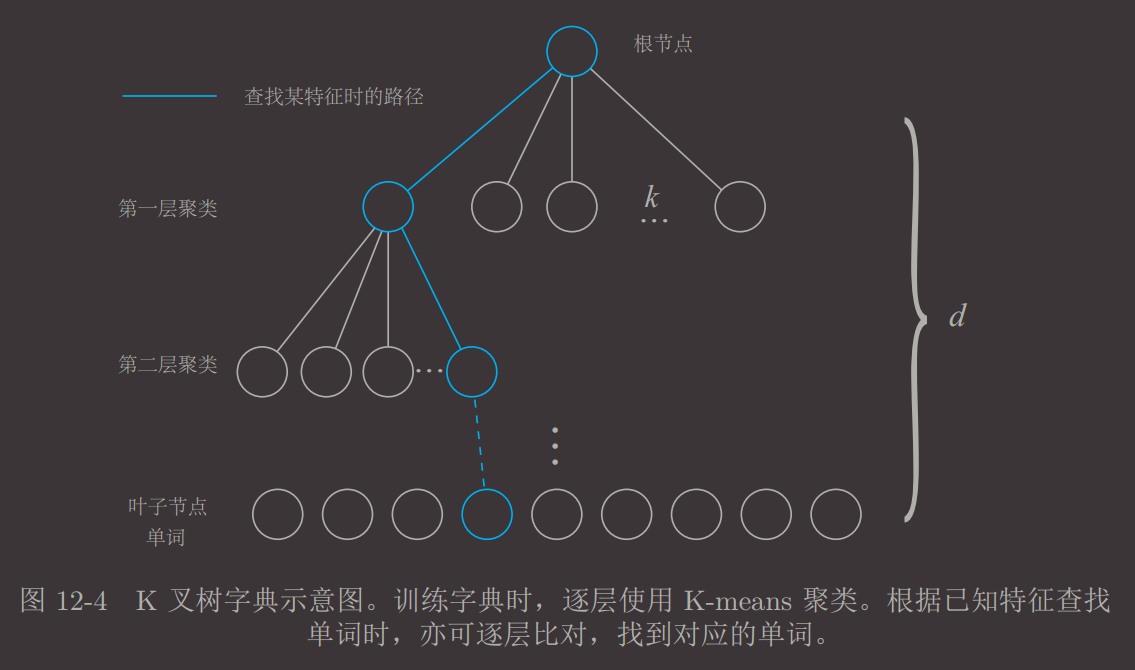 根节点
查找某特征时的路径
第一层聚类
k
...
d
第二层聚类
...
叶子节点
单词
图 12-4 K 叉树字典示意图。训练字典时，逐层使用 K-means 聚类。根据已知特征查找
单词时，亦可逐层比对，找到对应的单词。